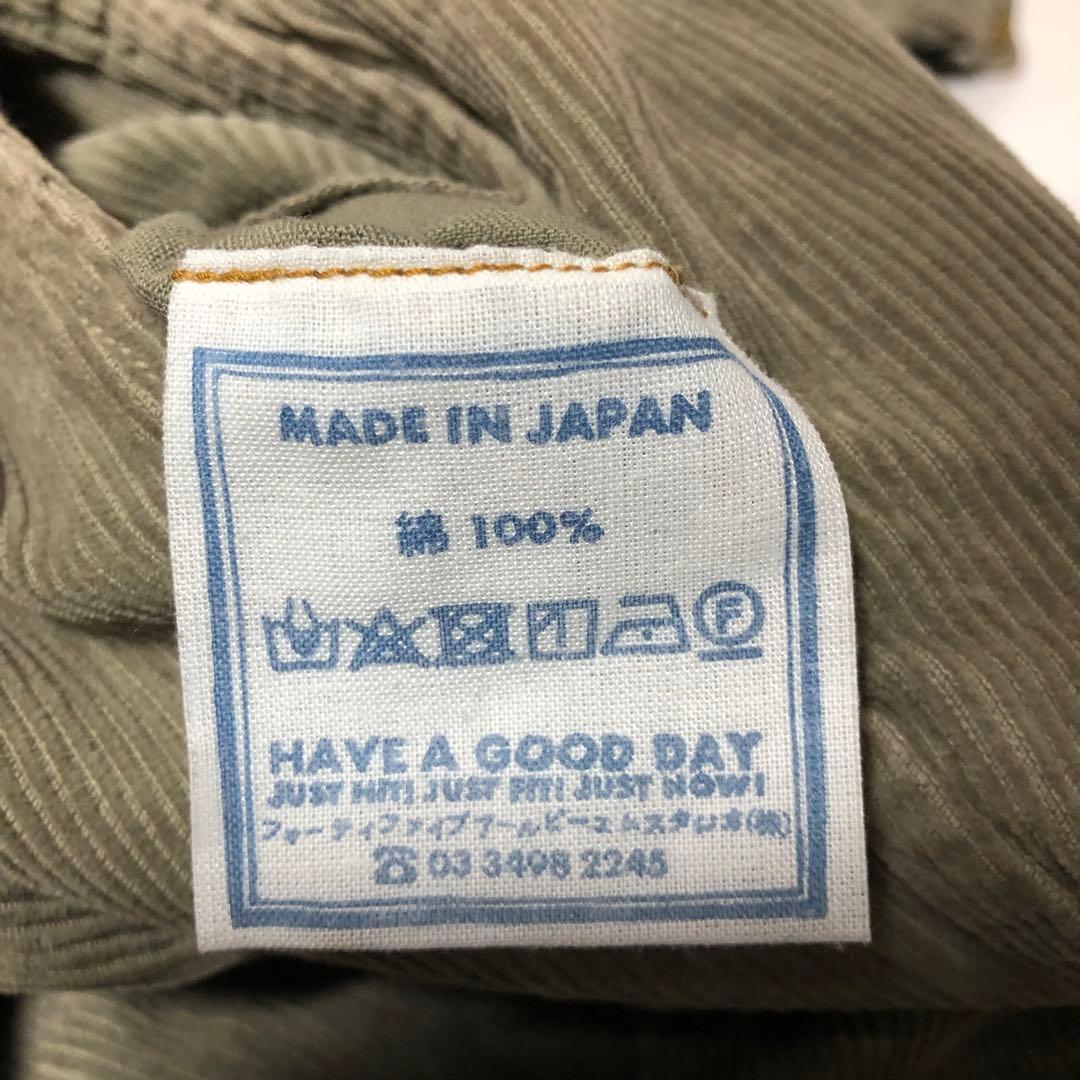 MADE IN JAPAN
綿 100%
F
HAVE A GOOD DAY
JUST HIT! JUST FIT! JUST NOW!
フォーティファイブアールピーエムスタジオ(株)
☎ 03 3498 2245